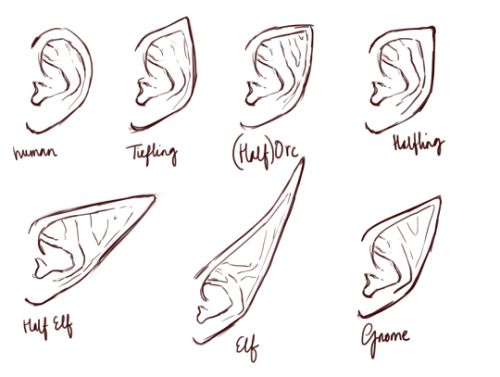 human
Tiefling
(Half) Orc
Halfling
Half Elf
Elf
Gnome